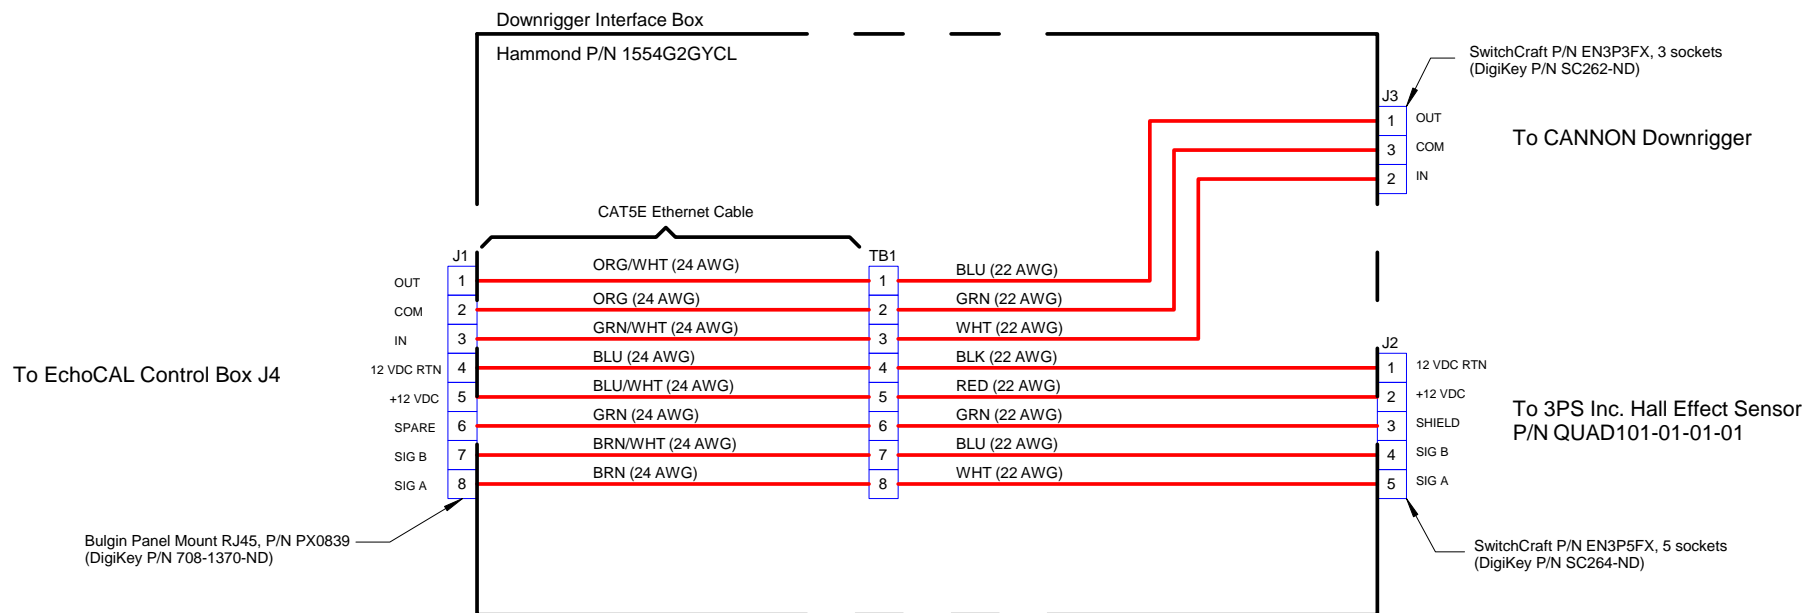 Downrigger Interface Box
Hammond P/N 1554G2GYCL
SwitchCraft P/N EN3P3FX, 3 sockets
(DigiKey P/N SC262-ND)
J3
1 OUT
3 COM
2 IN
To CANNON Downrigger
CAT5E Ethernet Cable
J1
TB1
OUT 1 ORG/WHT (24 AWG) 1 BLU (22 AWG)
COM 2 ORG (24 AWG) 2 GRN (22 AWG)
IN 3 GRN/WHT (24 AWG) 3 WHT (22 AWG)
J2
12 VDC RTN 4 BLU (24 AWG) 4 BLK (22 AWG) 1 12 VDC RTN
+12 VDC 5 BLU/WHT (24 AWG) 5 RED (22 AWG) 2 +12 VDC
SPARE 6 GRN (24 AWG) 6 GRN (22 AWG) 3 SHIELD
SIG B 7 BRN/WHT (24 AWG) 7 BLU (22 AWG) 4 SIG B
SIG A 8 BRN (24 AWG) 8 WHT (22 AWG) 5 SIG A
To EchoCAL Control Box J4
To 3PS Inc. Hall Effect Sensor
P/N QUAD101-01-01-01
Bulgin Panel Mount RJ45, P/N PX0839
(DigiKey P/N 708-1370-ND)
SwitchCraft P/N EN3P5FX, 5 sockets
(DigiKey P/N SC264-ND)